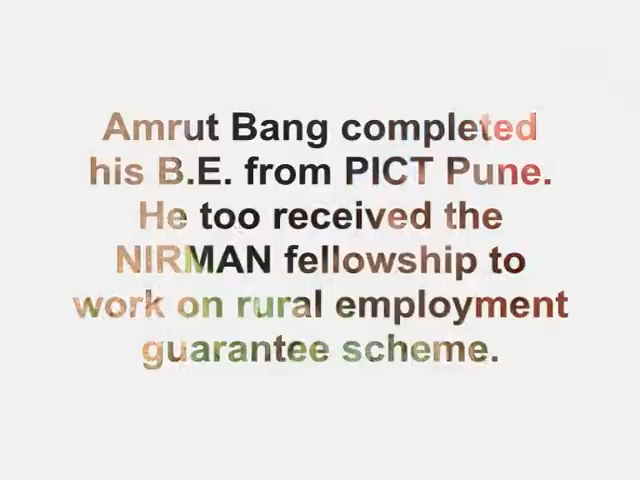 Amrut Bang completed
his B.E. from PICT Pune.
He too received the
NIRMAN fellowship to
work on rural employment
guarantee scheme.